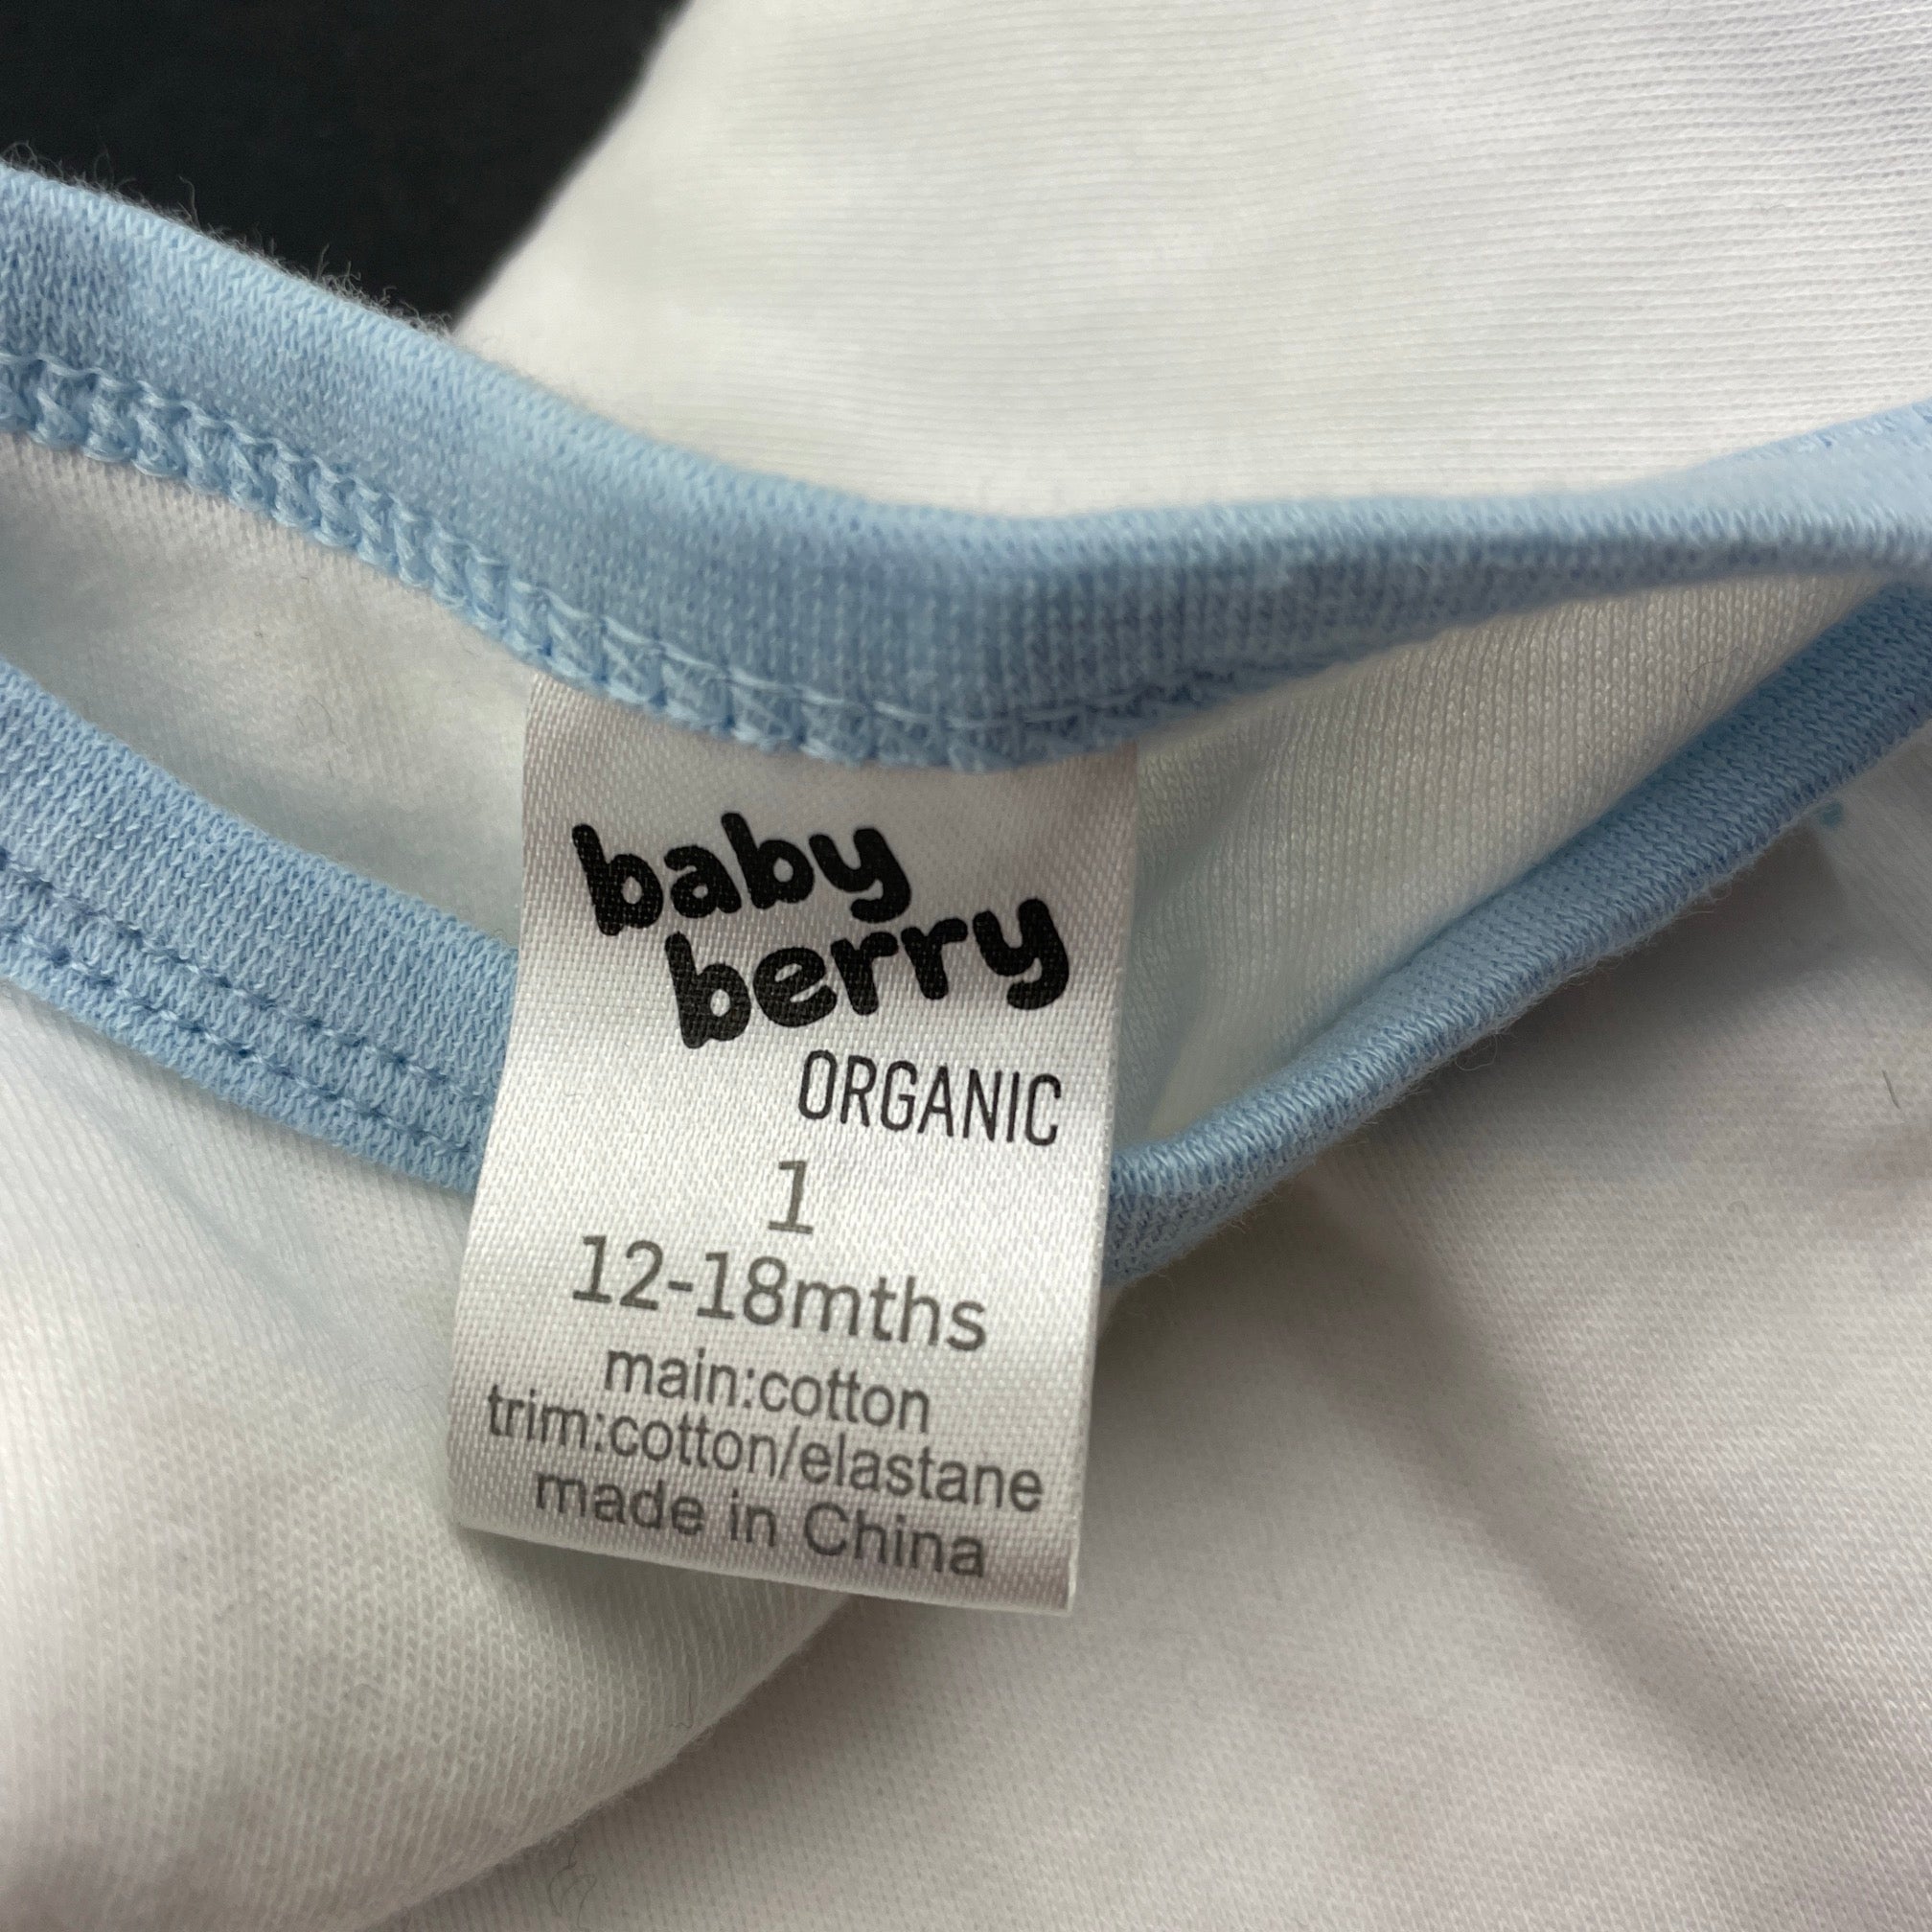 baby
berry
ORGANIC
1
12-18mths
main:cotton
trim:cotton/elastane
made in China